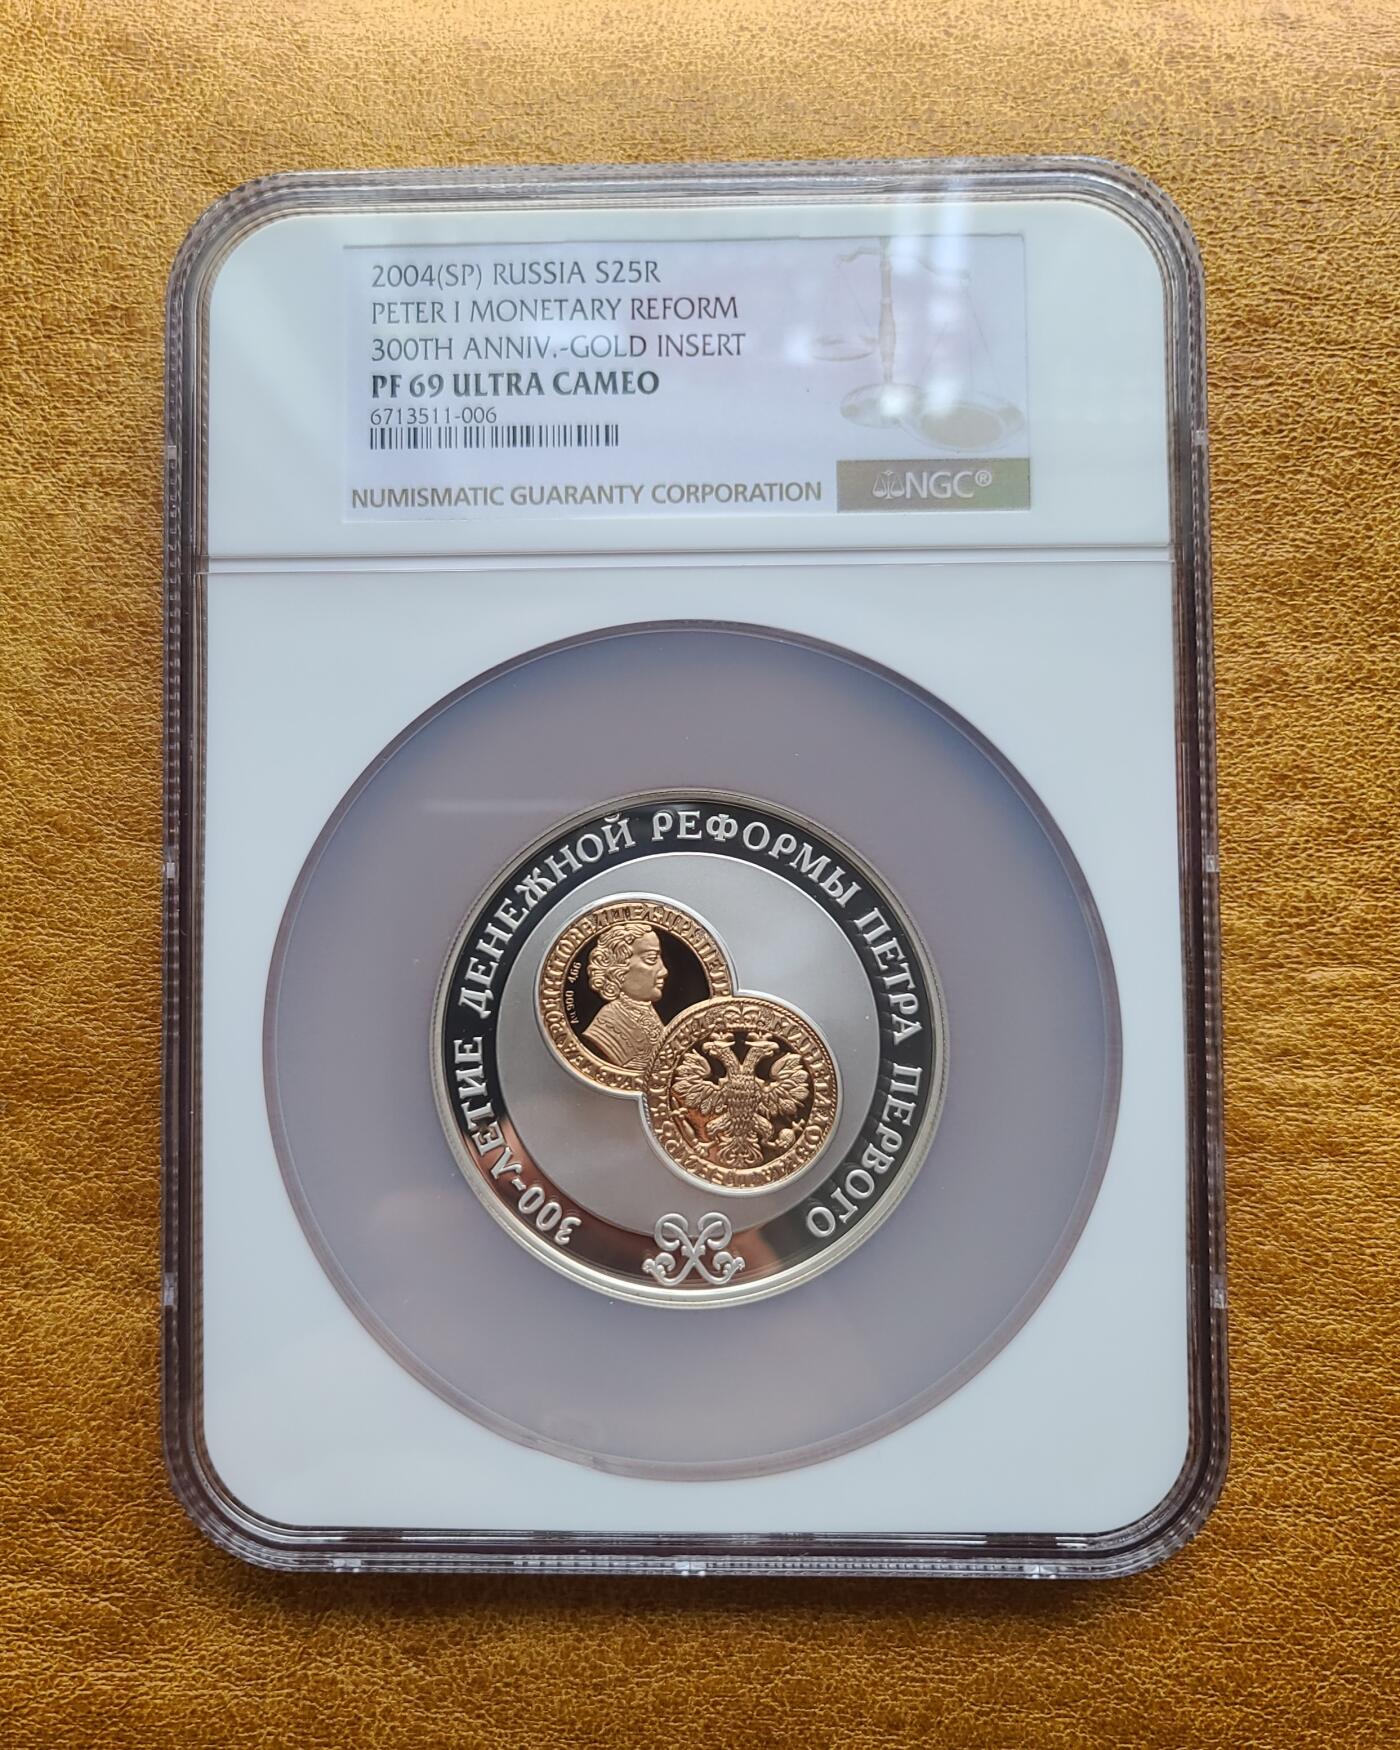 2004(SP) RUSSIA S25R
PETER I MONETARY REFORM
300TH ANNIV.-GOLD INSERT
PF 69 ULTRA CAMEO
6713511-006
NUMISMATIC GUARANTY CORPORATION
NGC®
300-ЛЕТИЕ ДЕНЕЖНОЙ РЕФОРМЫ ПЕТРА ПЕРВОГО